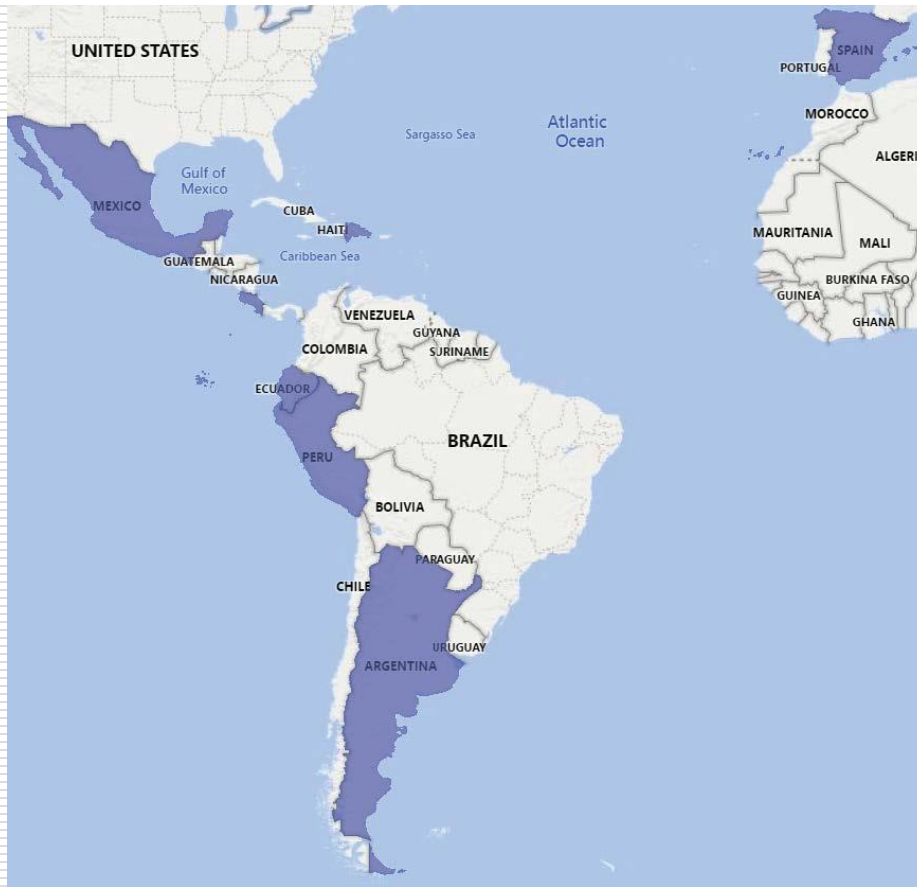 UNITED STATES
SPAIN
PORTUGAL
Atlantic
Ocean
Sargasso Sea
MOROCCO
ALGERI
Gulf of
Mexico
MEXICO
CUBA
HAITI
MAURITANIA
MALI
Caribbean Sea
GUATEMALA
NICARAGUA
BURKINA FASO
GUINEA
GHANA
VENEZUELA
GUYANA
COLOMBIA
SURINAME
ECUADOR
BRAZIL
PERU
BOLIVIA
PARAGUAY
CHILE
URUGUAY
ARGENTINA